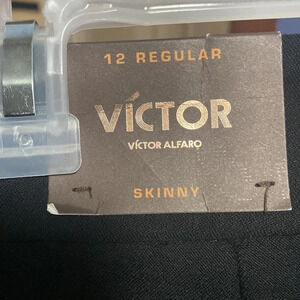 12 REGULAR
VÍCTOR
VÍCTOR ALFARO
SKINNY